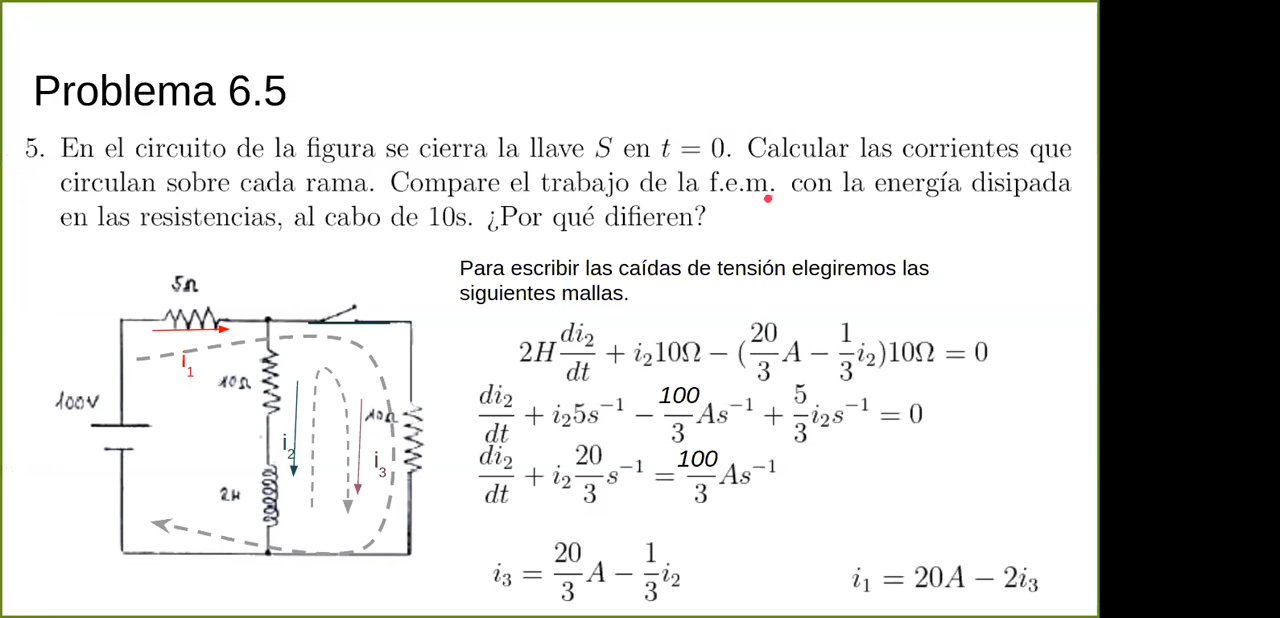 Problema 6.5
5. En el circuito de la figura se cierra la llave S en t = 0. Calcular las corrientes que
circulan sobre cada rama. Compare el trabajo de la f.e.m. con la energía disipada
en las resistencias, al cabo de 10s. ¿Por qué difieren?
Para escribir las caídas de tensión elegiremos las
siguientes mallas.
5Ω
i₁
10Ω
100V
i₂
10Ω
i₃
2H
2H di₂/dt + i₂10Ω − (20/3 A − 1/3 i₂)10Ω = 0
di₂/dt + i₂5s⁻¹ − 100/3 As⁻¹ + 5/3 i₂s⁻¹ = 0
di₂/dt + i₂ 20/3 s⁻¹ = 100/3 As⁻¹
i₃ = 20/3 A − 1/3 i₂
i₁ = 20A − 2i₃